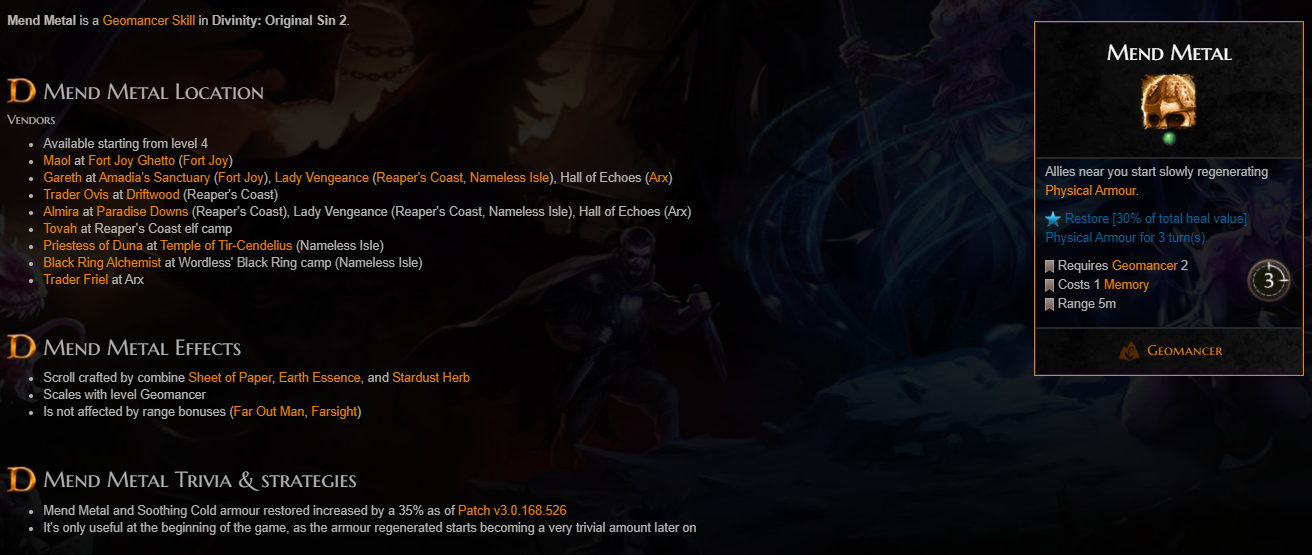 Mend Metal is a Geomancer Skill in Divinity: Original Sin 2.
Mend Metal Location
Vendors
Available starting from level 4
Maol at Fort Joy Ghetto (Fort Joy)
Gareth at Amadia's Sanctuary (Fort Joy), Lady Vengeance (Reaper's Coast, Nameless Isle), Hall of Echoes (Arx)
Trader Ovis at Driftwood (Reaper's Coast)
Almira at Paradise Downs (Reaper's Coast), Lady Vengeance (Reaper's Coast, Nameless Isle), Hall of Echoes (Arx)
Tovah at Reaper's Coast elf camp
Priestess of Duna at Temple of Tir-Cendelius (Nameless Isle)
Black Ring Alchemist at Wordless' Black Ring camp (Nameless Isle)
Trader Friel at Arx
Mend Metal Effects
Scroll crafted by combine Sheet of Paper, Earth Essence, and Stardust Herb
Scales with level Geomancer
Is not affected by range bonuses (Far Out Man, Farsight)
Mend Metal Trivia & strategies
Mend Metal and Soothing Cold armour restored increased by a 35% as of Patch v3.0.168.526
It's only useful at the beginning of the game, as the armour regenerated starts becoming a very trivial amount later on
Mend Metal
Allies near you start slowly regenerating
Physical Armour.
Restore [30% of total heal value]
Physical Armour for 3 turn(s).
Requires Geomancer 2
Costs 1 Memory
Range 5m
3
Geomancer